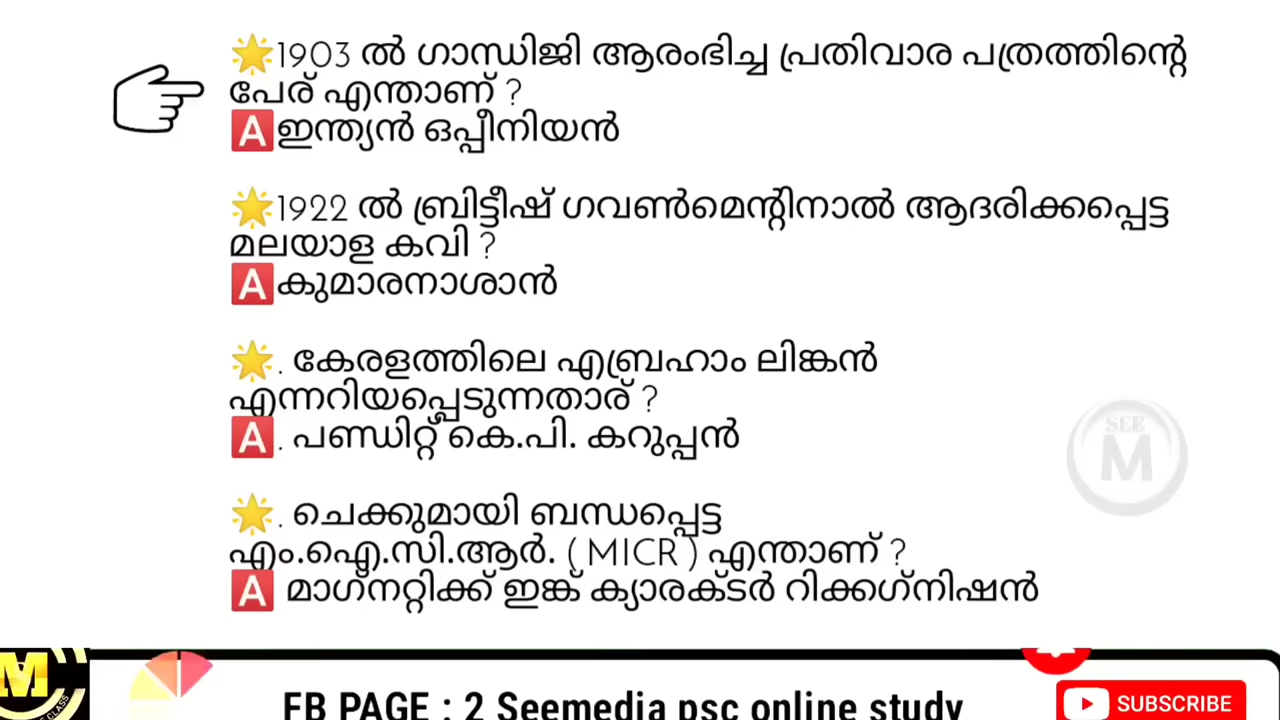 🌟1903 ൽ ഗാന്ധിജി ആരംഭിച്ച പ്രതിവാര പത്രത്തിന്റെ
പേര് എന്താണ് ?
🅰️ഇന്ത്യൻ ഒപ്പീനിയൻ
🌟1922 ൽ ബ്രിട്ടീഷ് ഗവൺമെന്റിനാൽ ആദരിക്കപ്പെട്ട
മലയാള കവി ?
🅰️കുമാരനാശാൻ
🌟. കേരളത്തിലെ എബ്രഹാം ലിങ്കൻ
എന്നറിയപ്പെടുന്നതാര് ?
🅰️. പണ്ഡിറ്റ് കെ.പി. കറുപ്പൻ
SEE
M
🌟. ചെക്കുമായി ബന്ധപ്പെട്ട
എം.ഐ.സി.ആർ. ( MICR ) എന്താണ് ?
🅰️ മാഗ്നറ്റിക്ക് ഇങ്ക് ക്യാരക്ടർ റിക്കഗ്നിഷൻ
M
CLASS
FB PAGE : 2 Seemedia psc online study
SUBSCRIBE